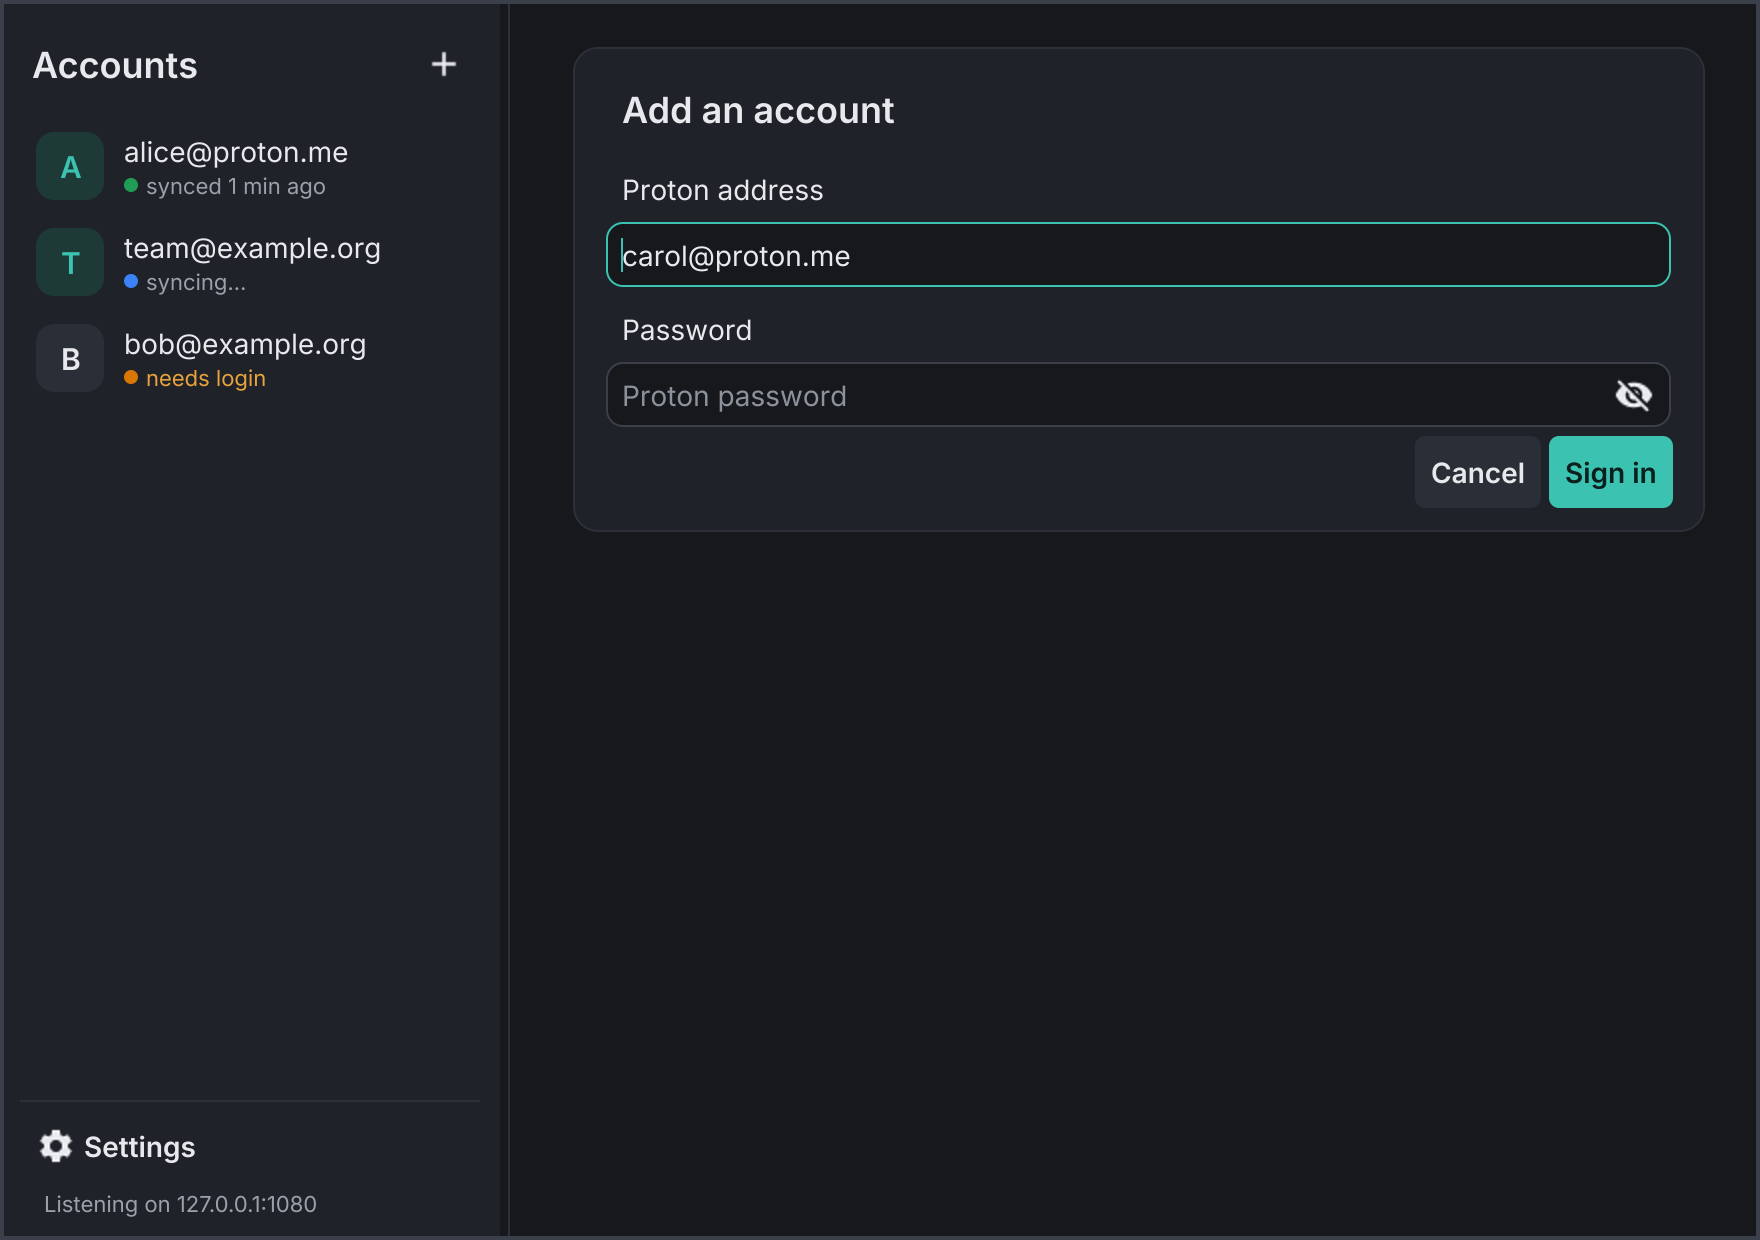 Accounts
A
alice@proton.me
synced 1 min ago
T
team@example.org
syncing...
B
bob@example.org
needs login
Settings
Listening on 127.0.0.1:1080
Add an account
Proton address
carol@proton.me
Password
Proton password
Cancel
Sign in